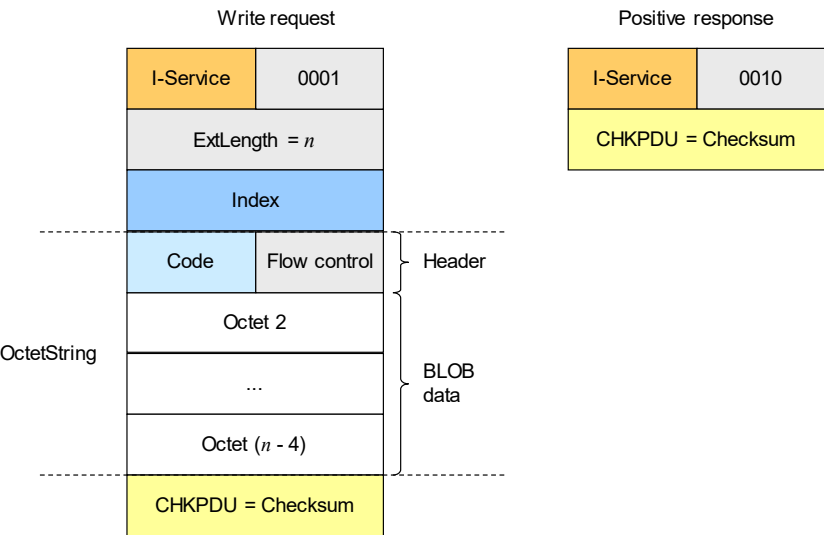 Write request
Positive response
I-Service 0001
I-Service 0010
ExtLength = n
CHKPDU = Checksum
Index
Code Flow control
Header
Octet 2
OctetString
...
BLOB
data
Octet (n - 4)
CHKPDU = Checksum